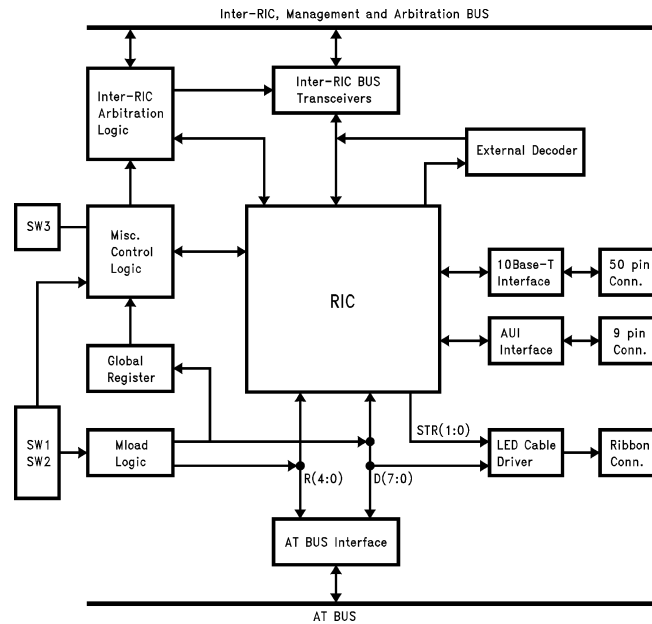 Inter-RIC, Management and Arbitration BUS
Inter-RIC
Arbitration
Logic
Inter-RIC BUS
Transceivers
External Decoder
SW3
Misc.
Control
Logic
RIC
10Base-T
Interface
50 pin
Conn.
AUI
Interface
9 pin
Conn.
Global
Register
SW1
SW2
Mload
Logic
STR(1:0)
LED Cable
Driver
Ribbon
Conn.
R(4:0)
D(7:0)
AT BUS Interface
AT BUS